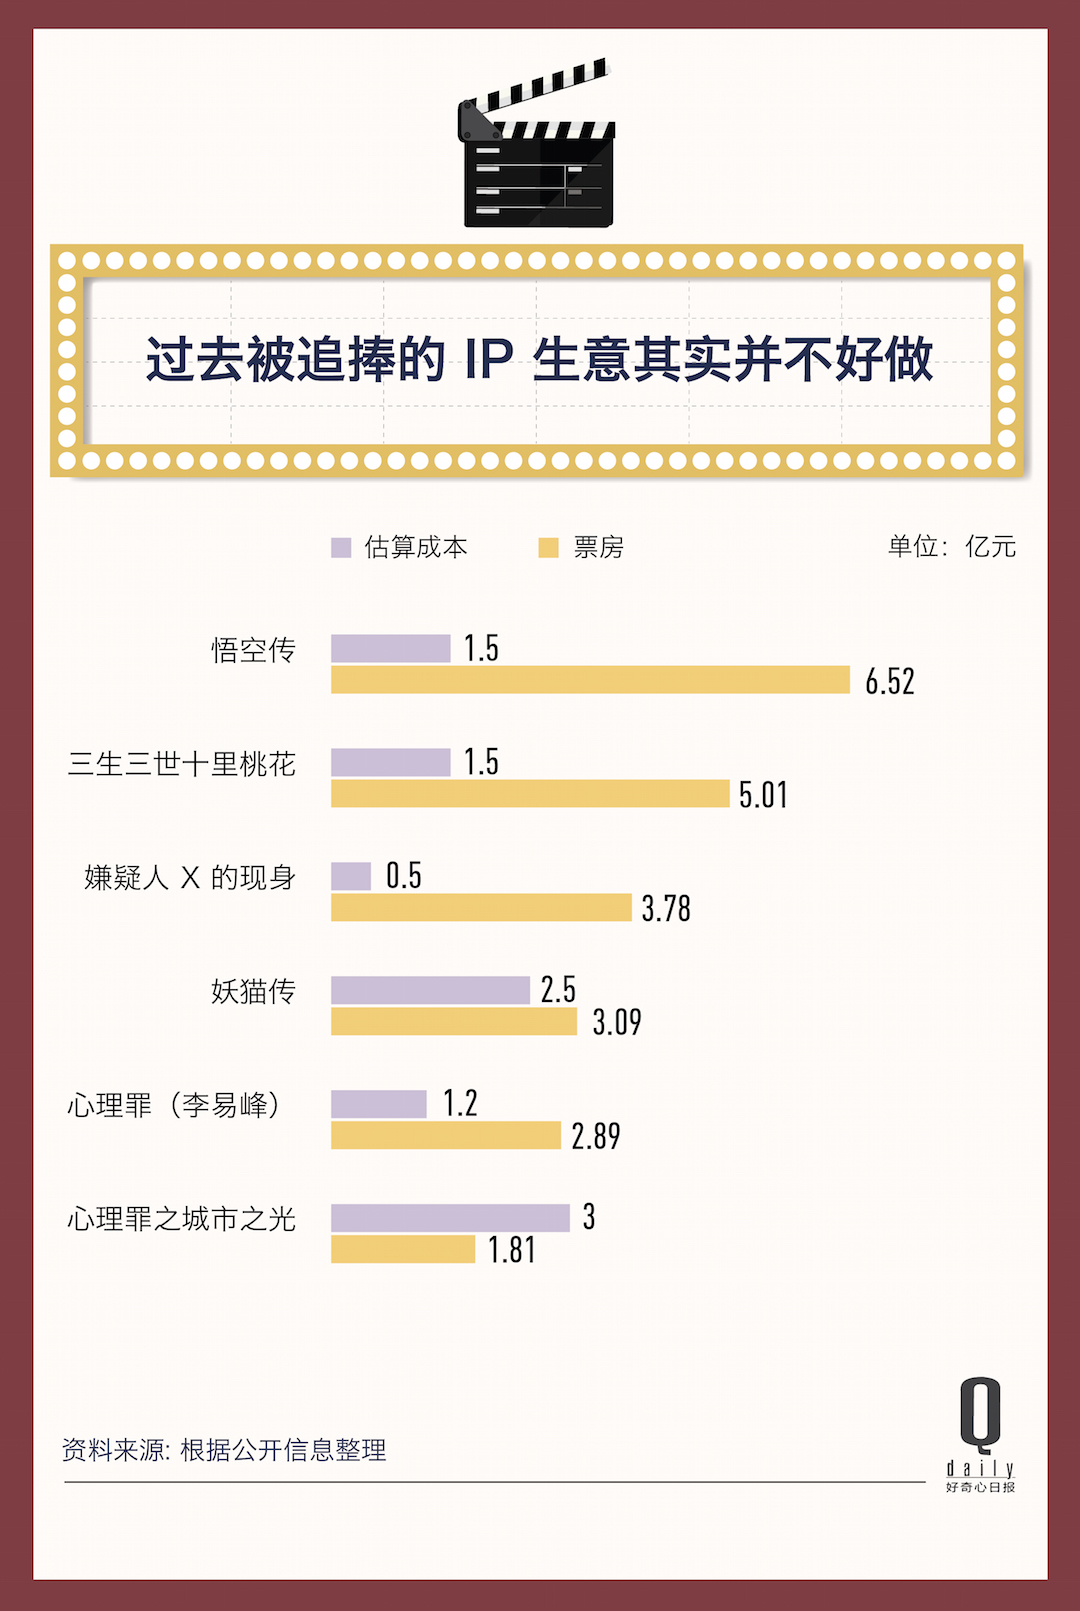 过去被追捧的 IP 生意其实并不好做
估算成本 票房 单位：亿元
悟空传 1.5
6.52
三生三世十里桃花 1.5
5.01
嫌疑人 X 的现身 0.5
3.78
妖猫传 2.5
3.09
心理罪（李易峰） 1.2
2.89
心理罪之城市之光 3
1.81
资料来源: 根据公开信息整理
Q
daily
好奇心日报